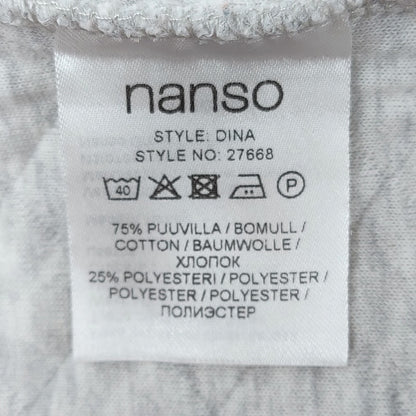 nanso
STYLE: DINA
STYLE NO: 27668
40 P
75% PUUVILLA / BOMULL /
COTTON / BAUMWOLLE /
ХЛОПОК
25% POLYESTERI / POLYESTER /
POLYESTER / POLYESTER /
ПОЛИЭСТЕР